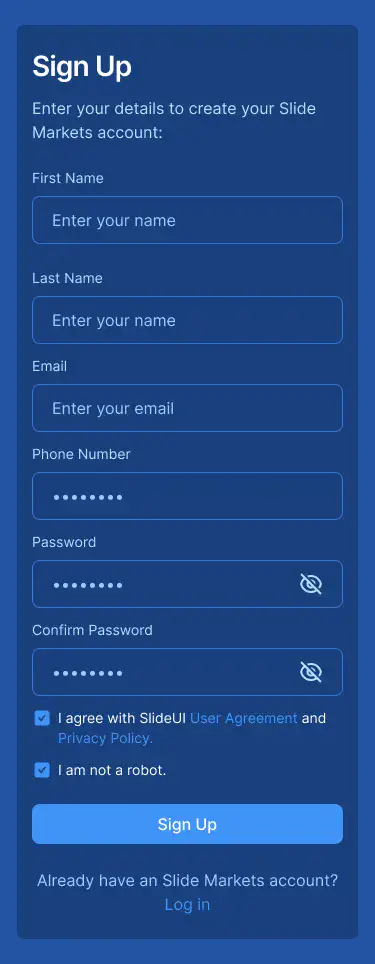 Sign Up
Enter your details to create your Slide
Markets account:
First Name
Enter your name
Last Name
Enter your name
Email
Enter your email
Phone Number
••••••••
Password
••••••••
Confirm Password
••••••••
I agree with SlideUI User Agreement and
Privacy Policy.
I am not a robot.
Sign Up
Already have an Slide Markets account?
Log in